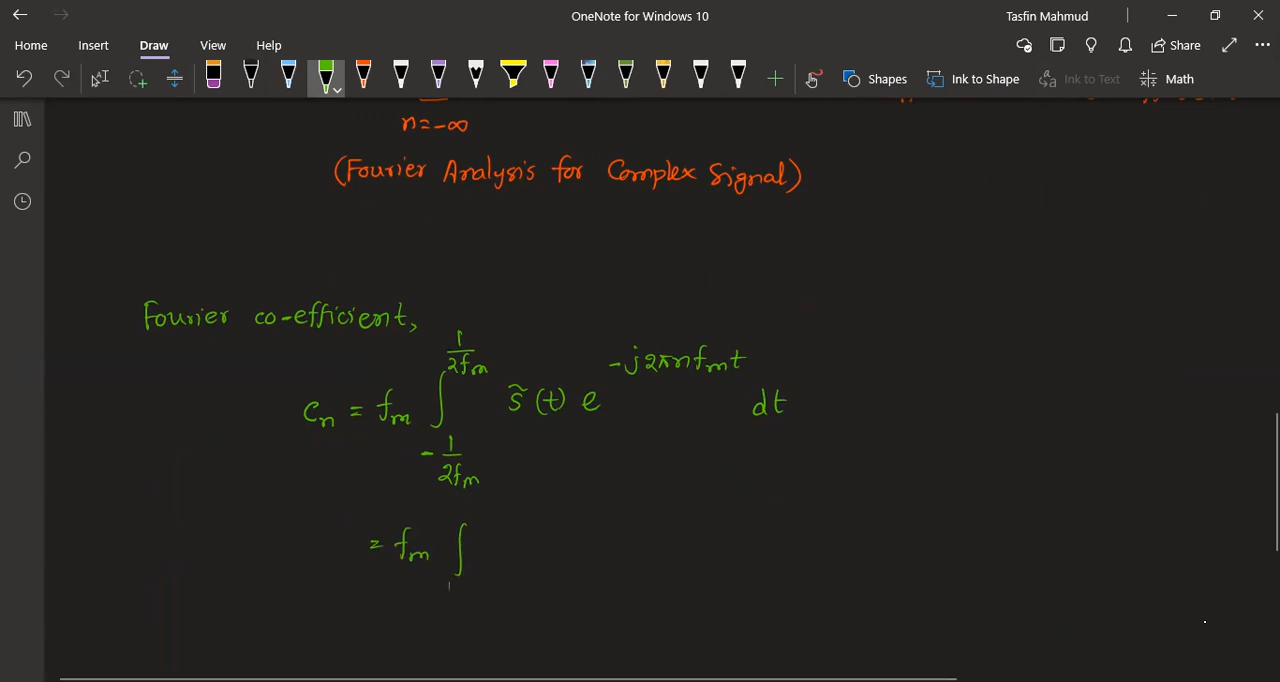 OneNote for Windows 10
Tasfin Mahmud
Home Insert Draw View Help
Share
Shapes Ink to Shape Ink to Text Math
n=-∞
(Fourier Analysis for Complex Signal)
Fourier co-efficient,
1
2fm
-j2πnfmt
cn = fm ∫ s̃(t) e dt
- 1
2fm
= fm ∫